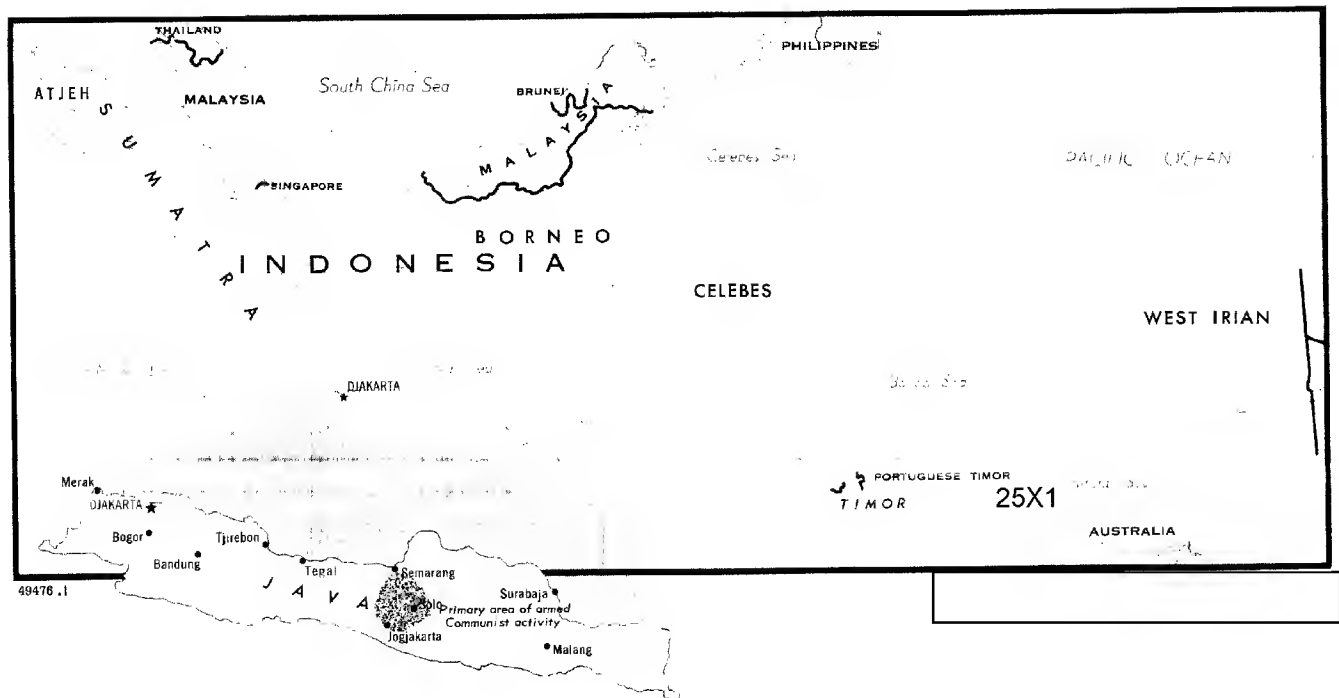 THAILAND
PHILIPPINES
ATJEH
MALAYSIA
South China Sea
BRUNEI
MALAYSIA
SUMATRA
Celebes Sea
PACIFIC OCEAN
SINGAPORE
BORNEO
INDONESIA
CELEBES
WEST IRIAN
DJAKARTA
Banda Sea
Merak
DJAKARTA
PORTUGUESE TIMOR
TIMOR
25X1
AUSTRALIA
Bogor
Tjirebon
Bandung
Tegal
Semarang
Surabaja
49476.1
JAVA
Solo
Primary area of armed
Communist activity
Jogjakarta
Malang